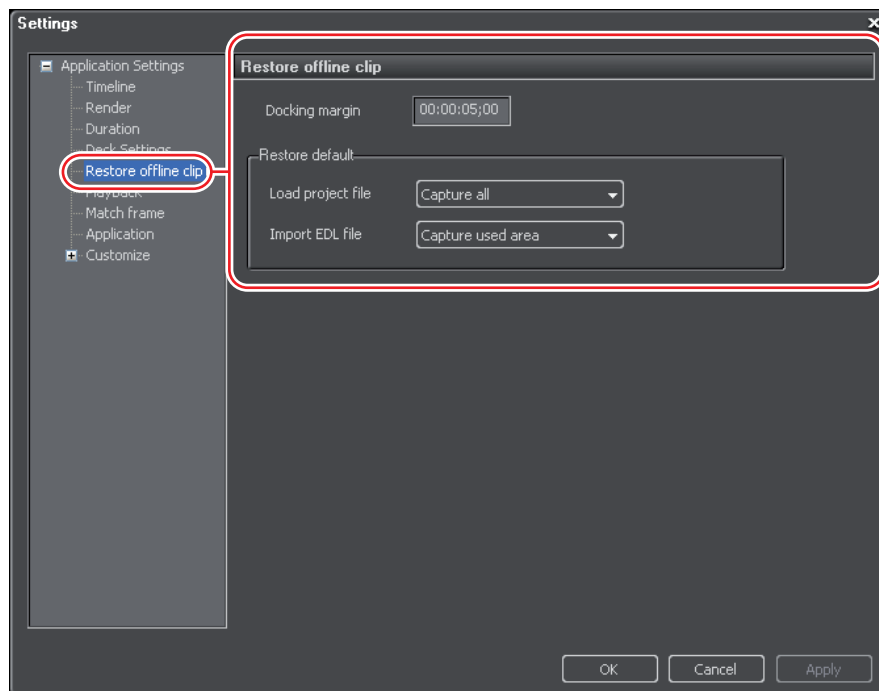 Settings
x
Application Settings
Timeline
Render
Duration
Deck Settings
Restore offline clip
Playback
Match frame
Application
Customize
Restore offline clip
Docking margin 00:00:05;00
Restore default
Load project file Capture all
Import EDL file Capture used area
OK Cancel Apply